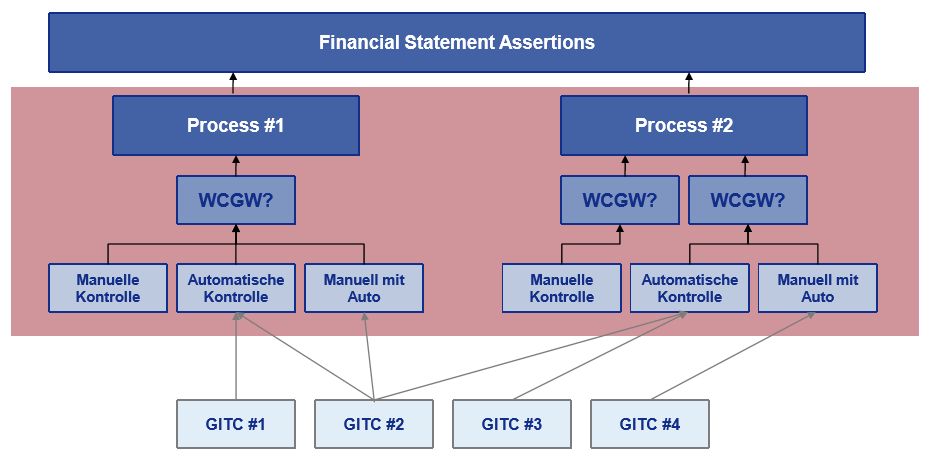 Financial Statement Assertions
Process #1
Process #2
WCGW?
WCGW?
WCGW?
Manuelle
Kontrolle
Automatische
Kontrolle
Manuell mit
Auto
Manuelle
Kontrolle
Automatische
Kontrolle
Manuell mit
Auto
GITC #1
GITC #2
GITC #3
GITC #4